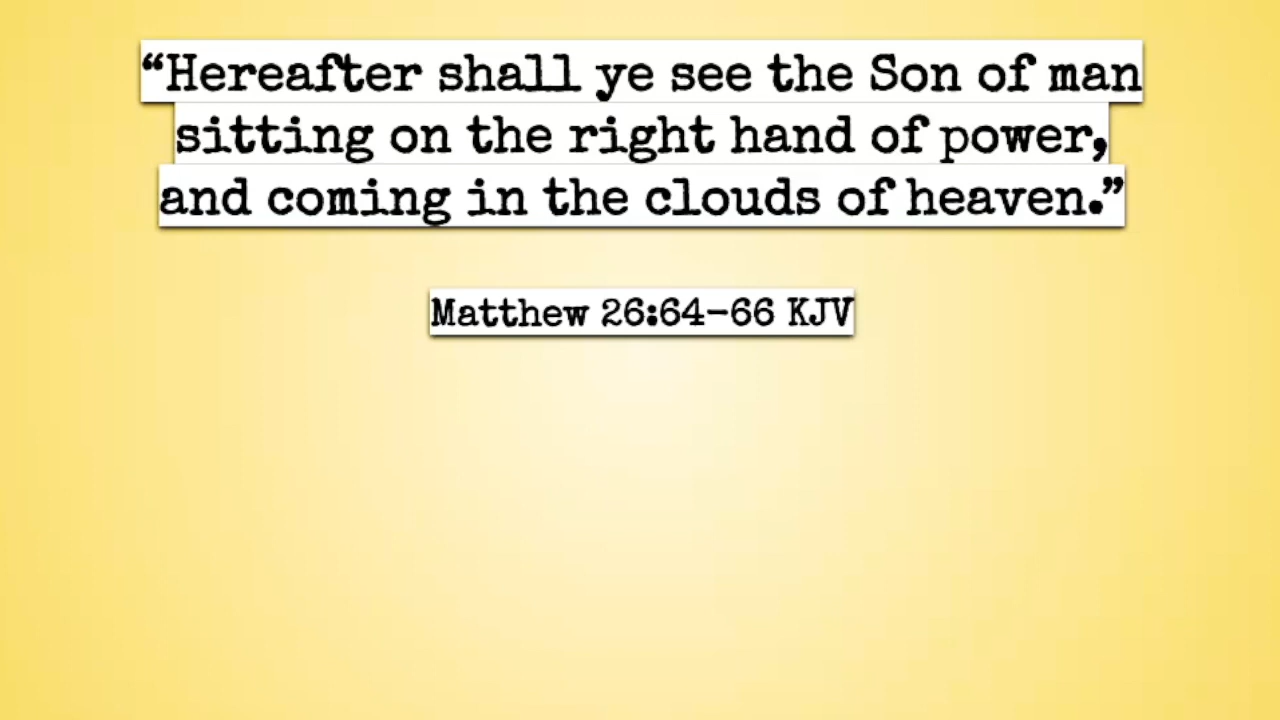 “Hereafter shall ye see the Son of man
sitting on the right hand of power,
and coming in the clouds of heaven.”
Matthew 26:64-66 KJV